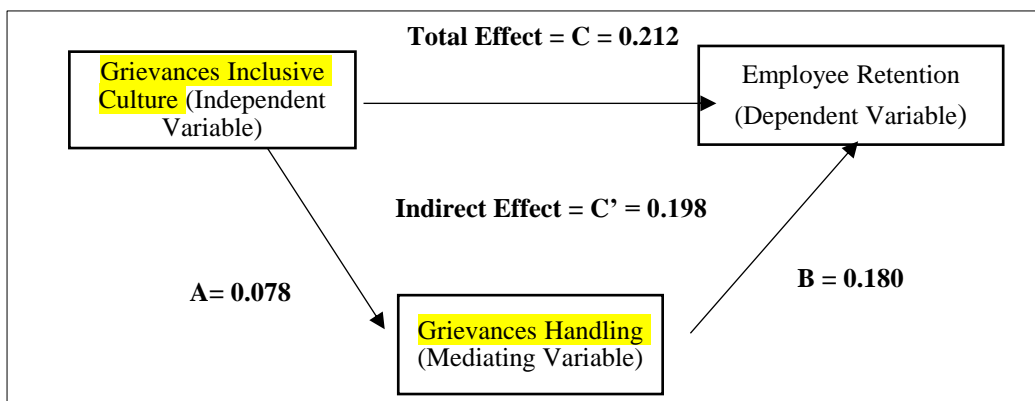 Total Effect = C = 0.212
Grievances Inclusive
Culture (Independent
Variable)
Employee Retention
(Dependent Variable)
Indirect Effect = C’ = 0.198
A= 0.078
B = 0.180
Grievances Handling
(Mediating Variable)